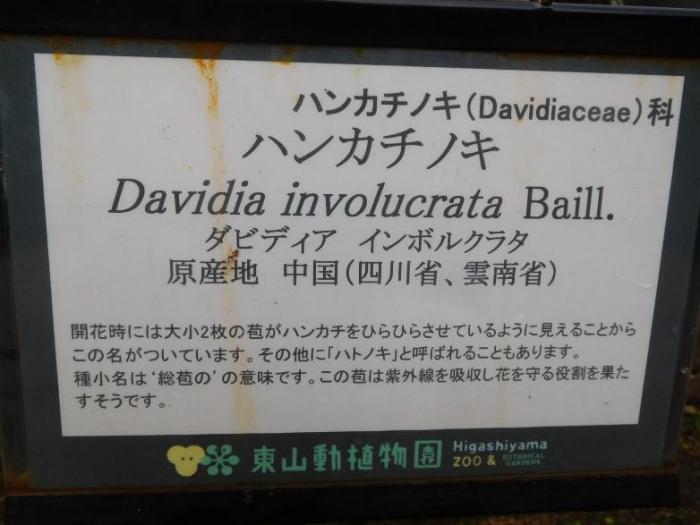 ハンカチノキ(Davidiaceae)科
ハンカチノキ
Davidia involucrata Baill.
ダビディア インボルクラタ
原産地 中国(四川省、雲南省)
開花時には大小2枚の苞がハンカチをひらひらさせているように見えることから
この名がついています。その他に「ハトノキ」と呼ばれることもあります。
種小名は‘総苞の’の意味です。この苞は紫外線を吸収し花を守る役割を果た
すそうです。
東山動植物園 Higashiyama
ZOO & BOTANICAL
GARDENS